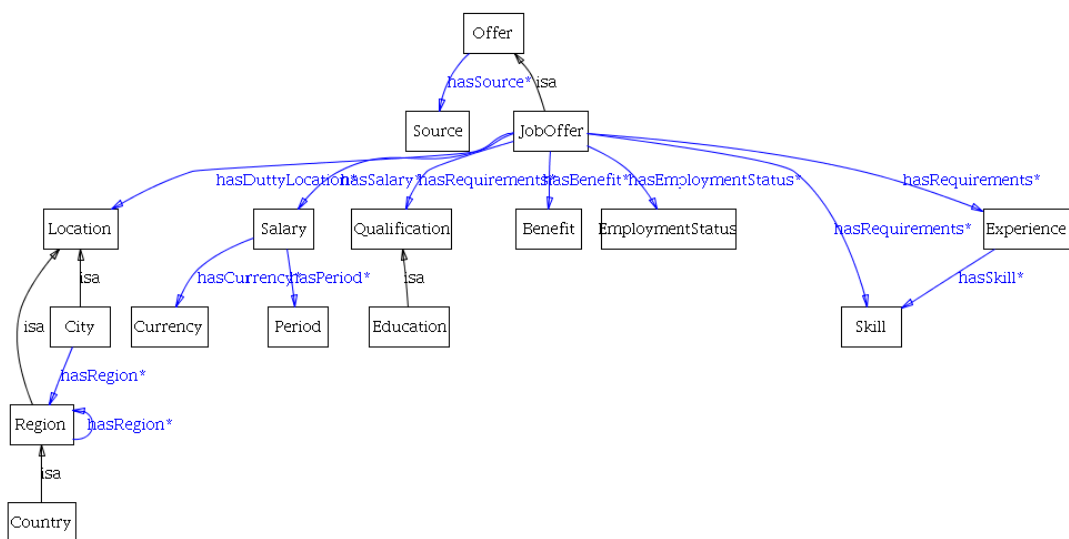 Offer
hasSource* isa
Source JobOffer
hasDuttyLocation* hasSalary* hasRequirements* hasBenefit* hasEmploymentStatus* hasRequirements*
Location Salary Qualification Benefit EmploymentStatus hasRequirements* Experience
isa hasCurrency* hasPeriod* isa hasSkill*
isa City Currency Period Education Skill
hasRegion*
Region hasRegion*
isa
Country